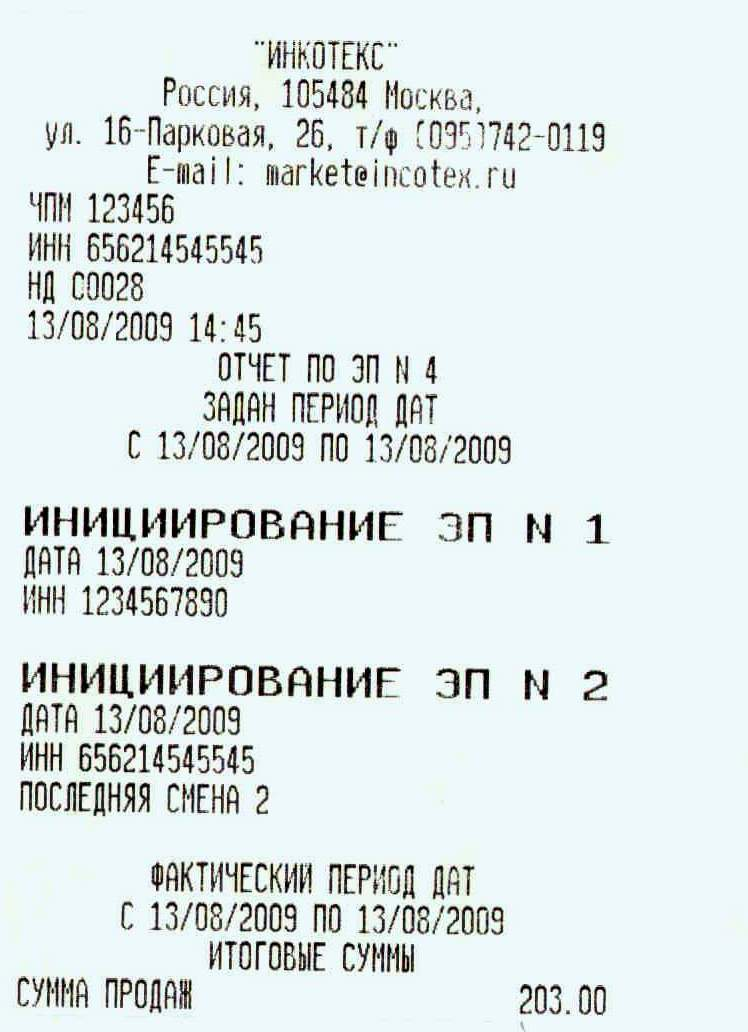 "ИНКОТЕКС"
Россия, 105484 Москва,
ул. 16-Парковая, 26, т/ф (095)742-0119
E-mail: market@incotex.ru
ЧПМ 123456
ИНН 656214545545
НД С0028
13/08/2009 14:45
ОТЧЕТ ПО ЭП N 4
ЗАДАН ПЕРИОД ДАТ
С 13/08/2009 ПО 13/08/2009
ИНИЦИИРОВАНИЕ ЭП N 1
ДАТА 13/08/2009
ИНН 1234567890
ИНИЦИИРОВАНИЕ ЭП N 2
ДАТА 13/08/2009
ИНН 656214545545
ПОСЛЕДНЯЯ СМЕНА 2
ФАКТИЧЕСКИЙ ПЕРИОД ДАТ
С 13/08/2009 ПО 13/08/2009
ИТОГОВЫЕ СУММЫ
СУММА ПРОДАЖ 203.00